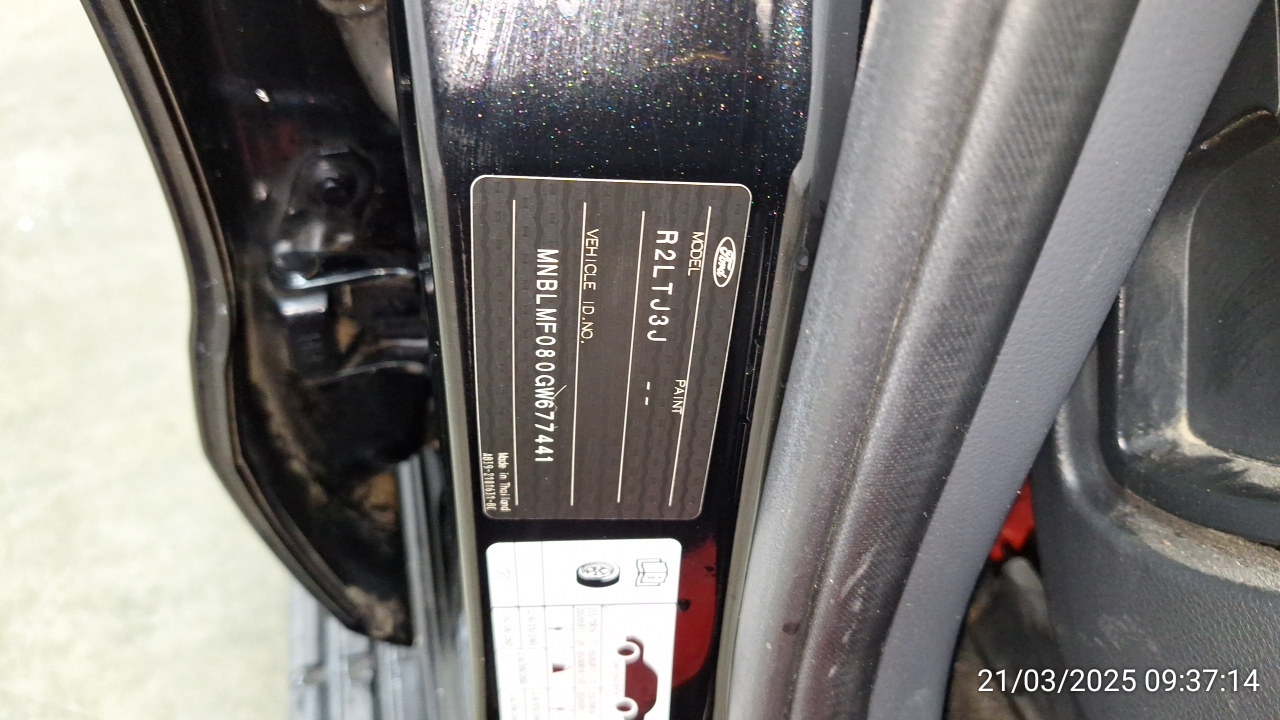 Ford
MODEL
PAINT
R2LTJ3J --
VEHICLE ID.NO.
MNBLMF080GW677441
Made in Thailand
21/03/2025 09:37:14